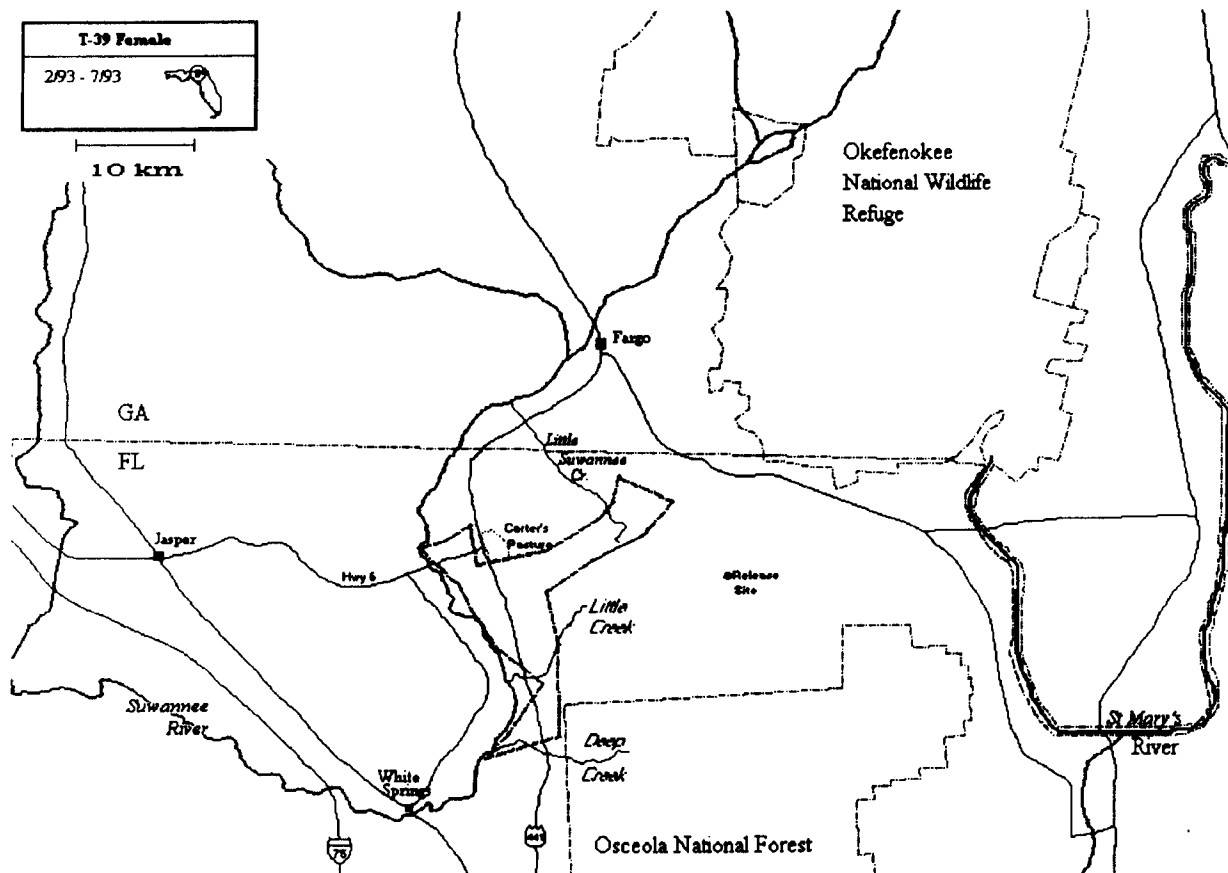 T-39 Female
2/93 - 7/93
10 km
Okefenokee
National Wildlife
Refuge
Fargo
GA
FL
Little
Suwannee
Cr.
Carter's
Pasture
Jasper
Hwy 6
Release
Site
Little
Creek
Suwannee
River
St Mary's
River
Deep
Creek
White
Springs
75
441
Osceola National Forest